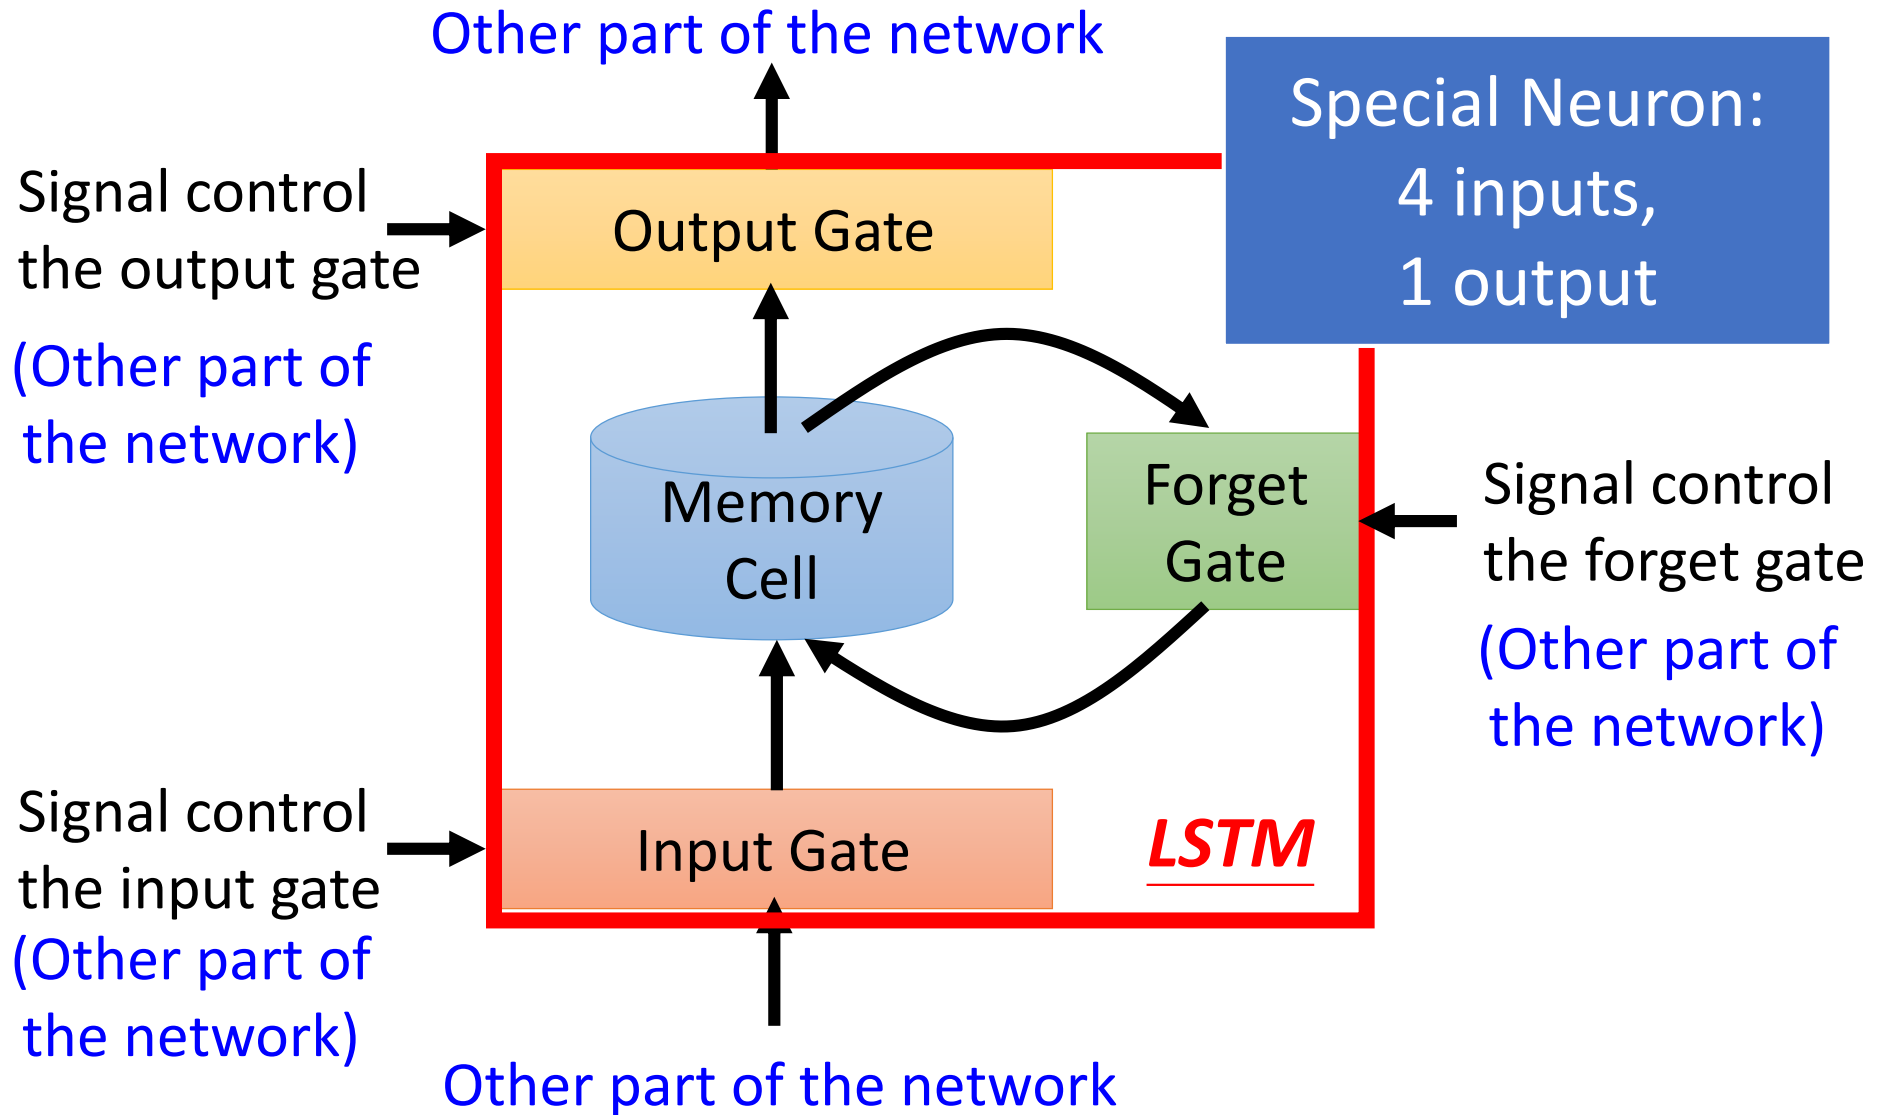 Other part of the network
Special Neuron:
4 inputs,
1 output
Signal control
the output gate
(Other part of
the network)
Output Gate
Memory
Cell
Forget
Gate
Signal control
the forget gate
(Other part of
the network)
Signal control
the input gate
(Other part of
the network)
Input Gate
LSTM
Other part of the network